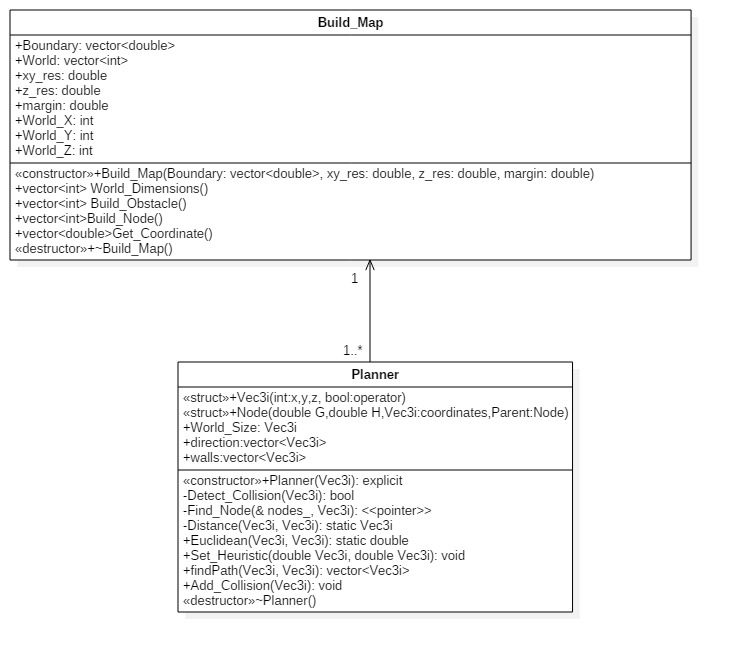 Build_Map
+Boundary: vector<double>
+World: vector<int>
+xy_res: double
+z_res: double
+margin: double
+World_X: int
+World_Y: int
+World_Z: int
«constructor»+Build_Map(Boundary: vector<double>, xy_res: double, z_res: double, margin: double)
+vector<int> World_Dimensions()
+vector<int> Build_Obstacle()
+vector<int>Build_Node()
+vector<double>Get_Coordinate()
«destructor»+~Build_Map()
1
1..*
Planner
«struct»+Vec3i(int:x,y,z, bool:operator)
«struct»+Node(double G,double H,Vec3i:coordinates,Parent:Node)
+World_Size: Vec3i
+direction:vector<Vec3i>
+walls:vector<Vec3i>
«constructor»+Planner(Vec3i): explicit
-Detect_Collision(Vec3i): bool
-Find_Node(& nodes_, Vec3i): <<pointer>>
-Distance(Vec3i, Vec3i): static Vec3i
+Euclidean(Vec3i, Vec3i): static double
+Set_Heuristic(double Vec3i, double Vec3i): void
+findPath(Vec3i, Vec3i): vector<Vec3i>
+Add_Collision(Vec3i): void
«destructor»~Planner()